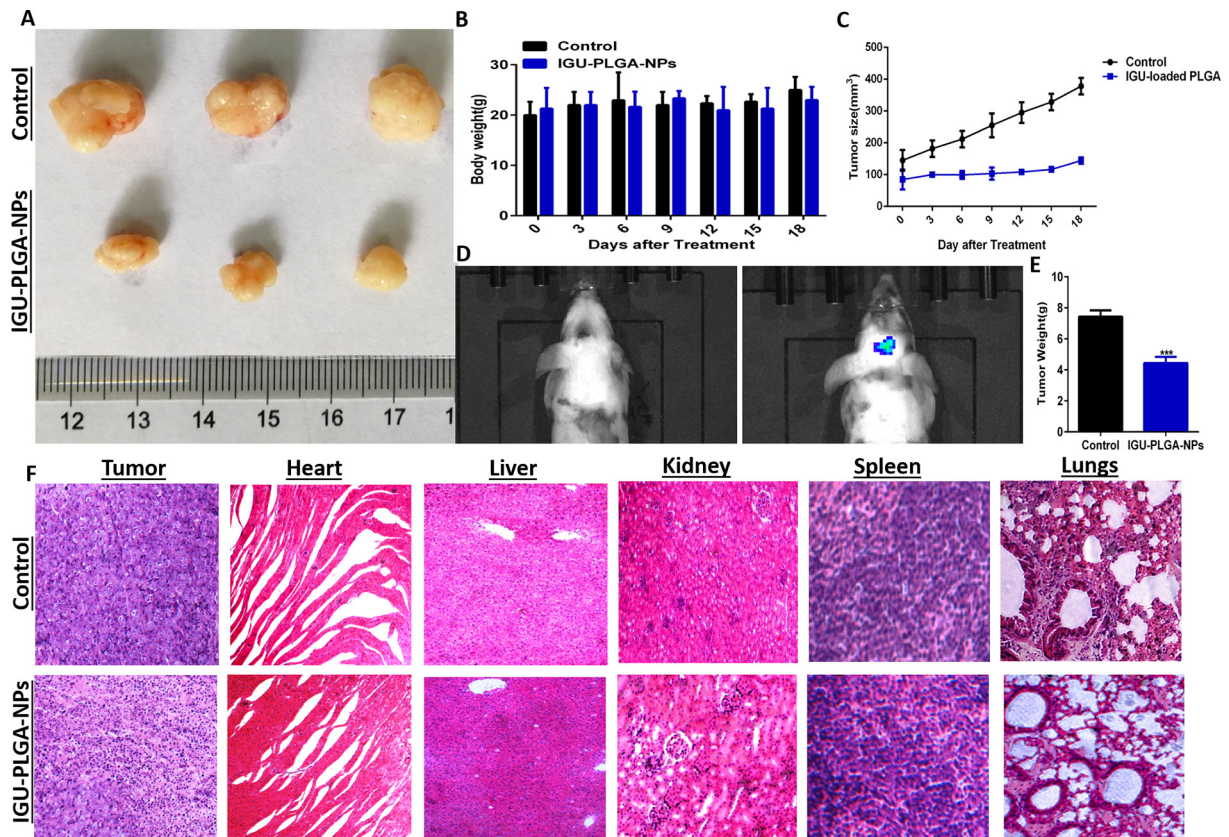 A
Control
IGU-PLGA-NPs
12 13 14 15 16 17 1
B
Control
IGU-PLGA-NPs
Body weight(g)
30
20
10
0
0 3 6 9 12 15 18
Days after Treatment
C
Control
IGU-loaded PLGA
Tumor size(mm³)
500
400
300
200
100
0
0 3 6 9 12 15 18
Day after Treatment
D
E
Tumor Weight(g)
10
8
6
4
2
0
***
Control IGU-PLGA-NPs
F
Tumor Heart Liver Kidney Spleen Lungs
Control
IGU-PLGA-NPs